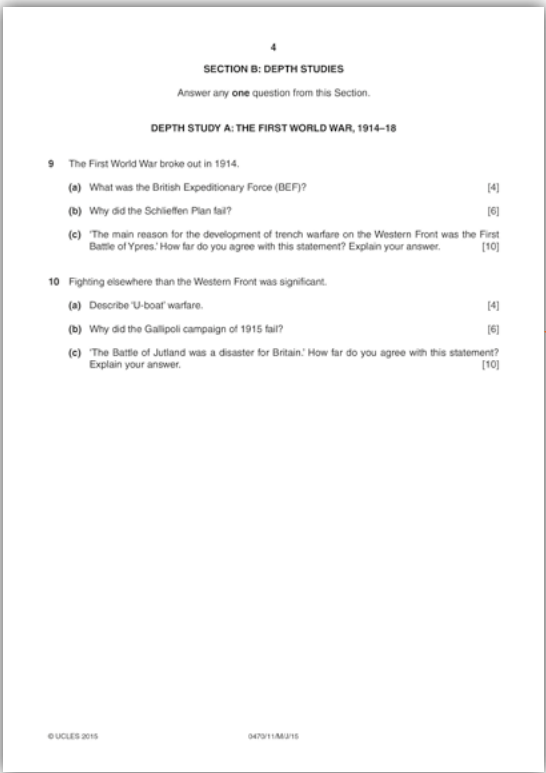 4
SECTION B: DEPTH STUDIES
Answer any one question from this Section.
DEPTH STUDY A: THE FIRST WORLD WAR, 1914–18
9 The First World War broke out in 1914.
(a) What was the British Expeditionary Force (BEF)? [4]
(b) Why did the Schlieffen Plan fail? [6]
(c) ‘The main reason for the development of trench warfare on the Western Front was the First
Battle of Ypres.’ How far do you agree with this statement? Explain your answer. [10]
10 Fighting elsewhere than the Western Front was significant.
(a) Describe ‘U-boat’ warfare. [4]
(b) Why did the Gallipoli campaign of 1915 fail? [6]
(c) ‘The Battle of Jutland was a disaster for Britain.’ How far do you agree with this statement?
Explain your answer. [10]
© UCLES 2015 0470/11/M/J/15